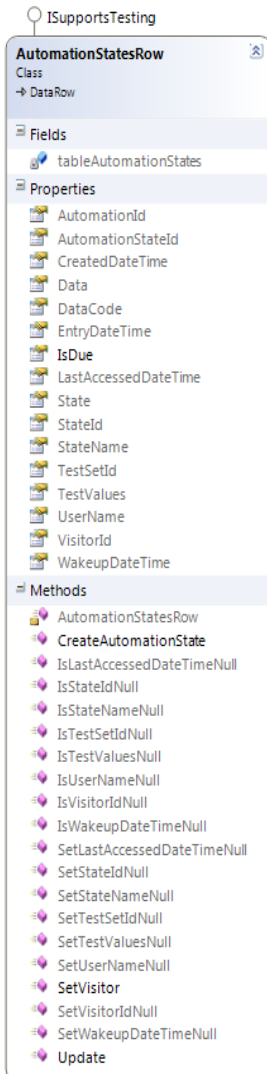 ISupportsTesting
AutomationStatesRow
Class
DataRow
Fields
tableAutomationStates
Properties
AutomationId
AutomationStateId
CreatedDateTime
Data
DataCode
EntryDateTime
IsDue
LastAccessedDateTime
State
StateId
StateName
TestSetId
TestValues
UserName
VisitorId
WakeupDateTime
Methods
AutomationStatesRow
CreateAutomationState
IsLastAccessedDateTimeNull
IsStateIdNull
IsStateNameNull
IsTestSetIdNull
IsTestValuesNull
IsUserNameNull
IsVisitorIdNull
IsWakeupDateTimeNull
SetLastAccessedDateTimeNull
SetStateIdNull
SetStateNameNull
SetTestSetIdNull
SetTestValuesNull
SetUserNameNull
SetVisitor
SetVisitorIdNull
SetWakeupDateTimeNull
Update